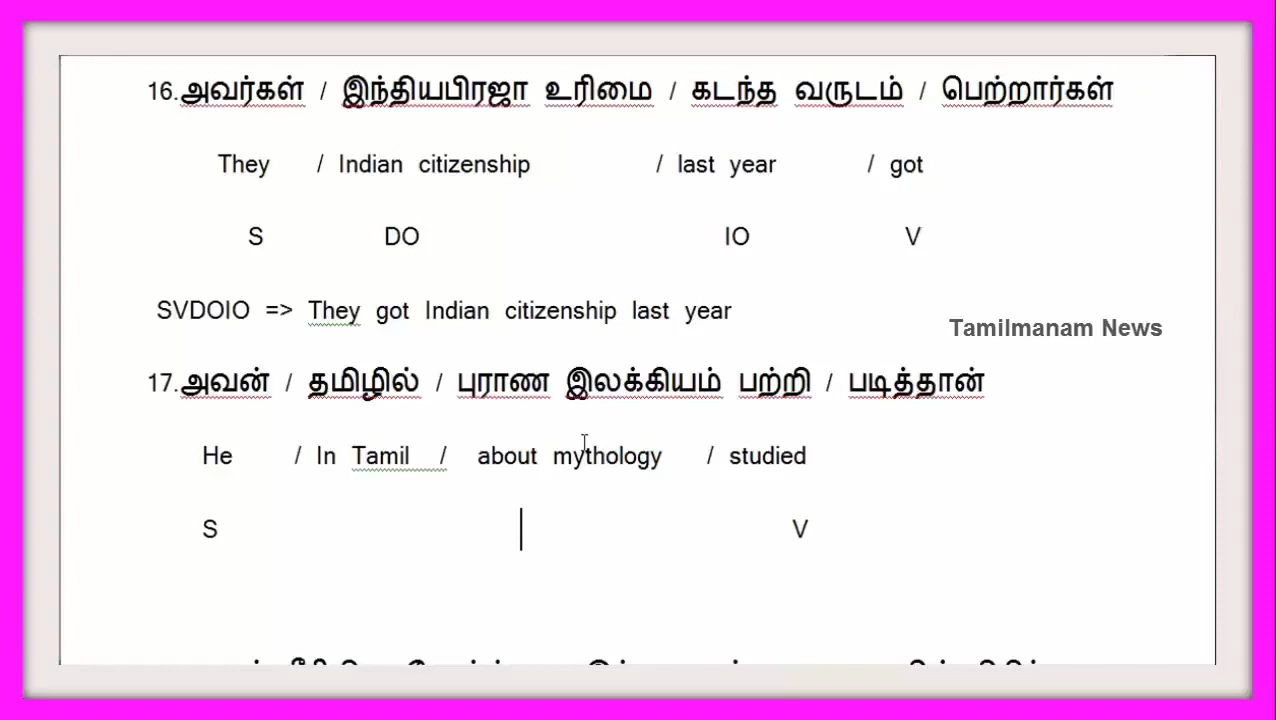 16.அவர்கள் / இந்தியபிரஜா உரிமை / கடந்த வருடம் / பெற்றார்கள்
They / Indian citizenship / last year / got
S DO IO V
SVDOIO => They got Indian citizenship last year
Tamilmanam News
17.அவன் / தமிழில் / புராண இலக்கியம் பற்றி / படித்தான்
He / In Tamil / about mythology / studied
S V